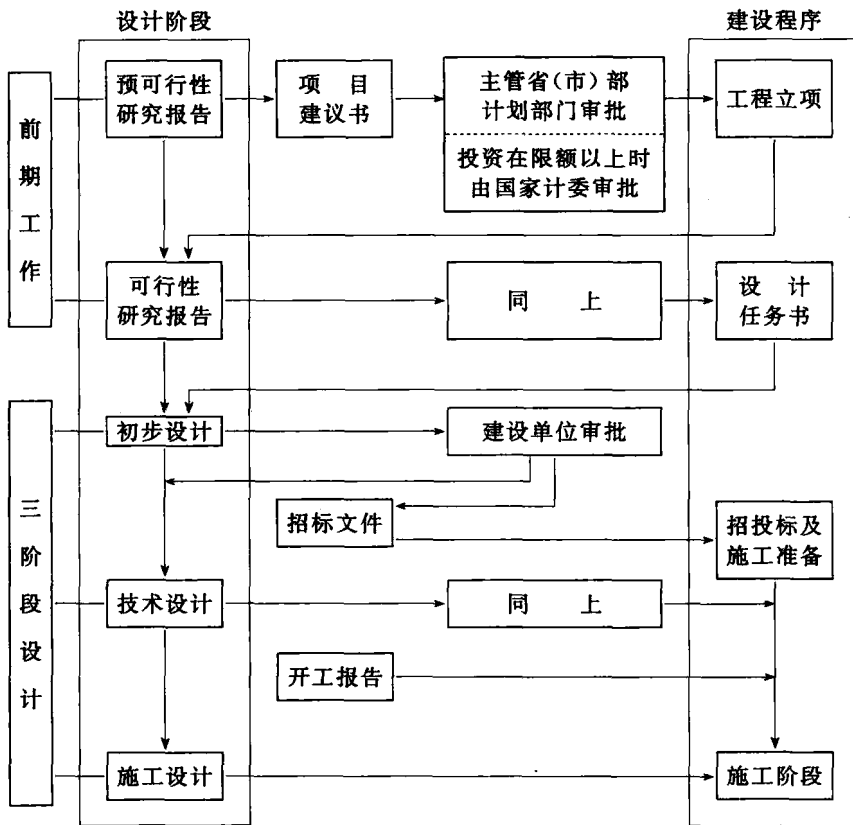 设计阶段
建设程序
前期工作
预可行性
研究报告
项目
建议书
主管省(市)部
计划部门审批
投资在限额以上时
由国家计委审批
工程立项
可行性
研究报告
同上
设计
任务书
三阶段设计
初步设计
建设单位审批
招标文件
招投标及
施工准备
技术设计
同上
开工报告
施工设计
施工阶段